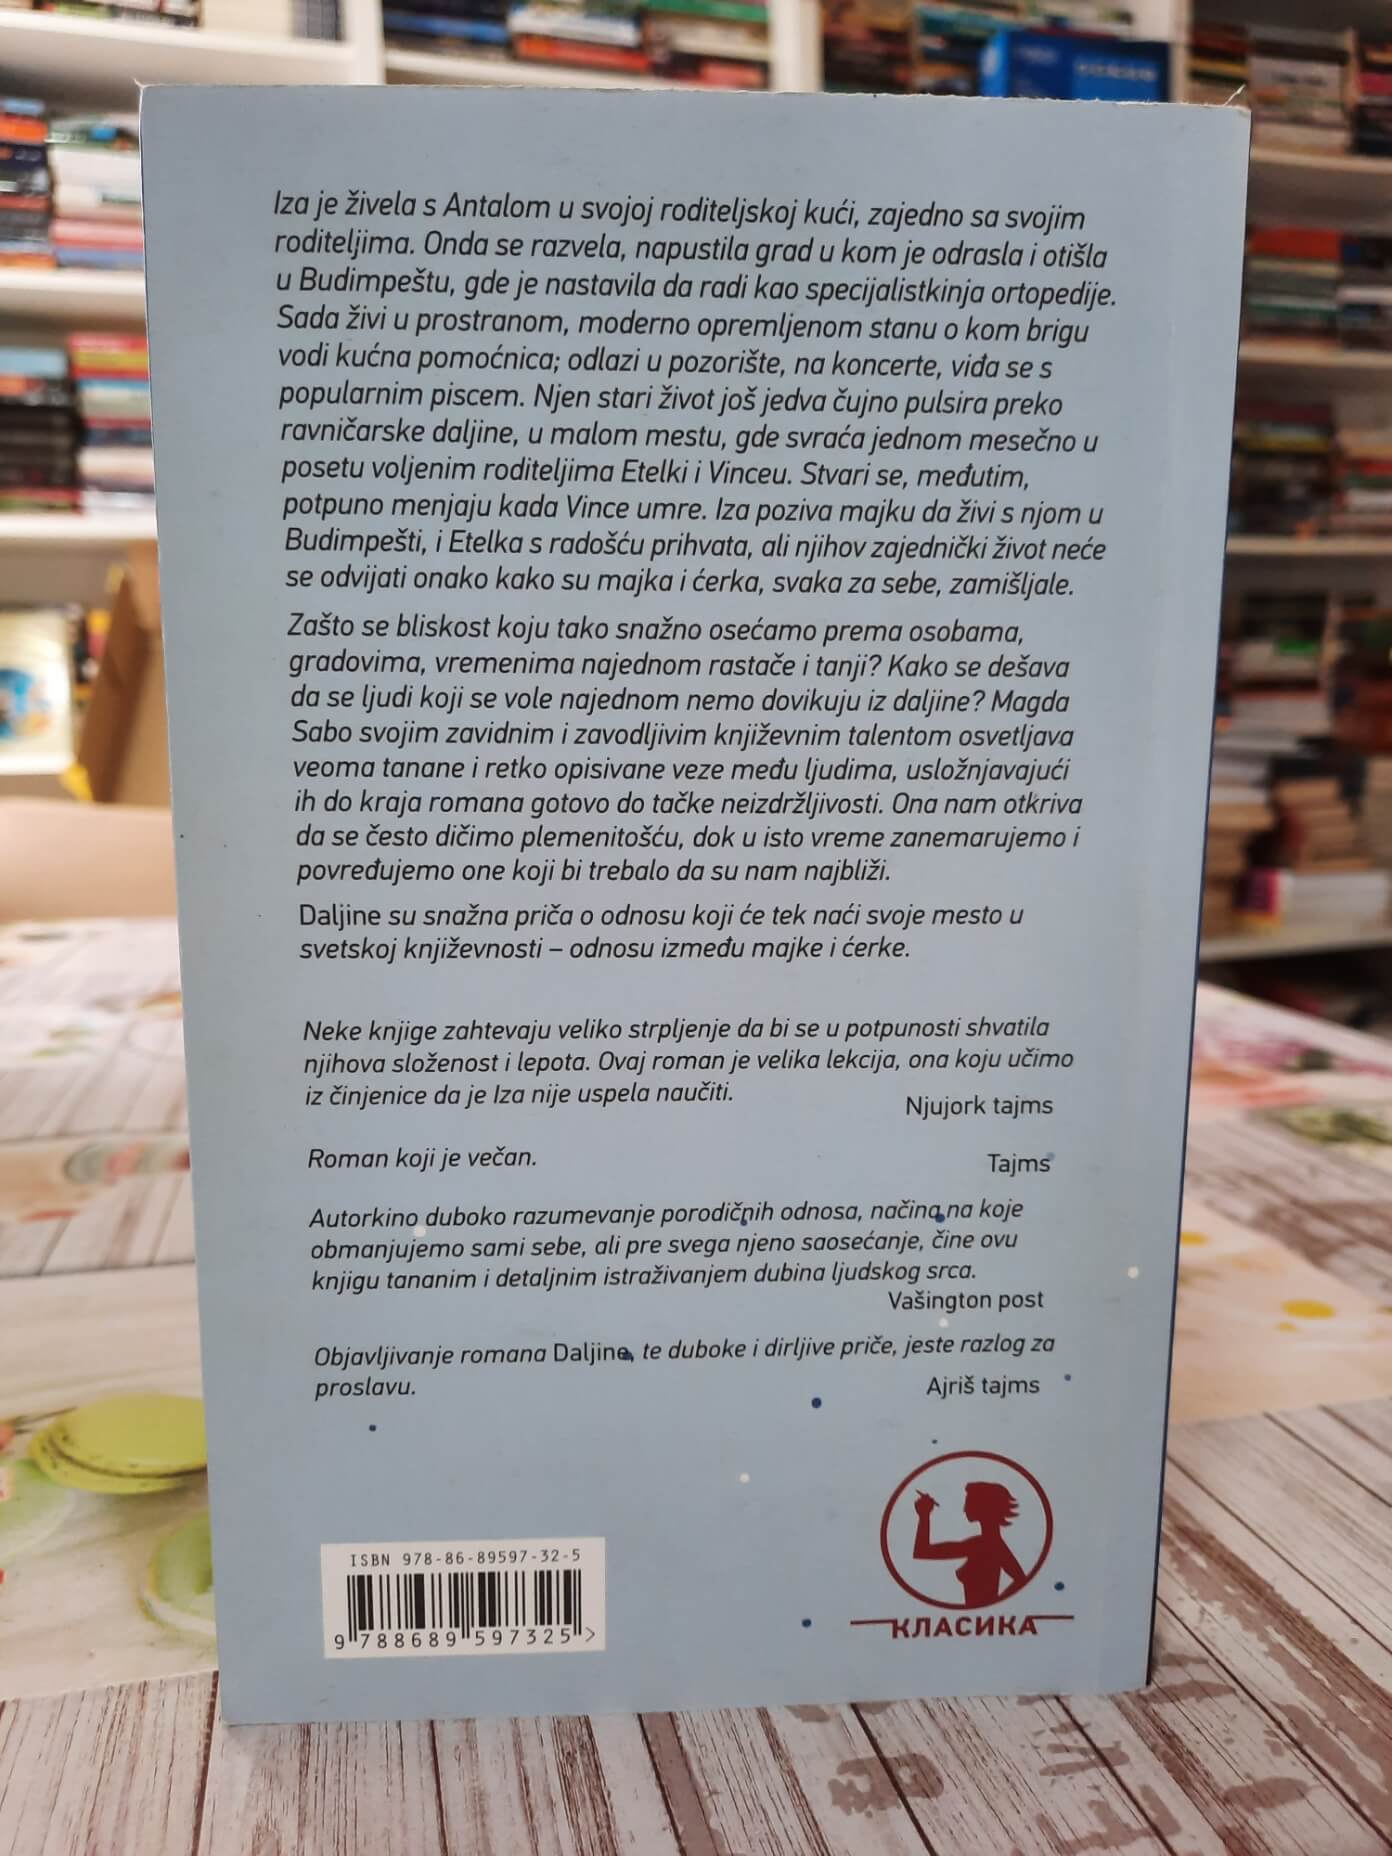 Iza je živela s Antalom u svojoj roditeljskoj kući, zajedno sa svojim
roditeljima. Onda se razvela, napustila grad u kom je odrasla i otišla
u Budimpeštu, gde je nastavila da radi kao specijalistkinja ortopedije.
Sada živi u prostranom, moderno opremljenom stanu o kom brigu
vodi kućna pomoćnica; odlazi u pozorište, na koncerte, viđa se s
popularnim piscem. Njen stari život još jedva čujno pulsira preko
ravničarske daljine, u malom mestu, gde svraća jednom mesečno u
posetu voljenim roditeljima Etelki i Vinceu. Stvari se, međutim,
potpuno menjaju kada Vince umre. Iza poziva majku da živi s njom u
Budimpešti, i Etelka s radošću prihvata, ali njihov zajednički život neće
se odvijati onako kako su majka i ćerka, svaka za sebe, zamišljale.
Zašto se bliskost koju tako snažno osećamo prema osobama,
gradovima, vremenima najednom rastače i tanji? Kako se dešava
da se ljudi koji se vole najednom nemo dovikuju iz daljine? Magda
Sabo svojim zavidnim i zavodljivim književnim talentom osvetljava
veoma tanane i retko opisivane veze među ljudima, usložnjavajući
ih do kraja romana gotovo do tačke neizdržljivosti. Ona nam otkriva
da se često dičimo plemenitošću, dok u isto vreme zanemarujemo i
povređujemo one koji bi trebalo da su nam najbliži.
Daljine su snažna priča o odnosu koji će tek naći svoje mesto u
svetskoj književnosti – odnosu između majke i ćerke.
Neke knjige zahtevaju veliko strpljenje da bi se u potpunosti shvatila
njihova složenost i lepota. Ovaj roman je velika lekcija, ona koju učimo
iz činjenice da je Iza nije uspela naučiti.
Njujork tajms
Roman koji je večan.
Tajms
Autorkino duboko razumevanje porodičnih odnosa, načina na koje
obmanjujemo sami sebe, ali pre svega njeno saosećanje, čine ovu
knjigu tananim i detaljnim istraživanjem dubina ljudskog srca.
Vašington post
Objavljivanje romana Daljine, te duboke i dirljive priče, jeste razlog za
proslavu.
Ajriš tajms
ISBN 978-86-89597-32-5
9 788689 597325 >
КЛАСИКА